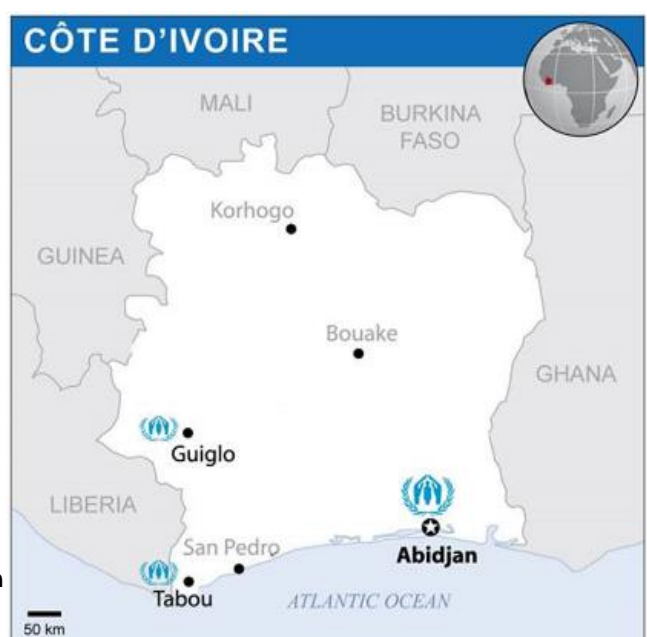 CÔTE D'IVOIRE
MALI
BURKINA
FASO
Korhogo
GUINEA
Bouake
GHANA
Guiglo
LIBERIA
San Pedro
Abidjan
Tabou
ATLANTIC OCEAN
50 km